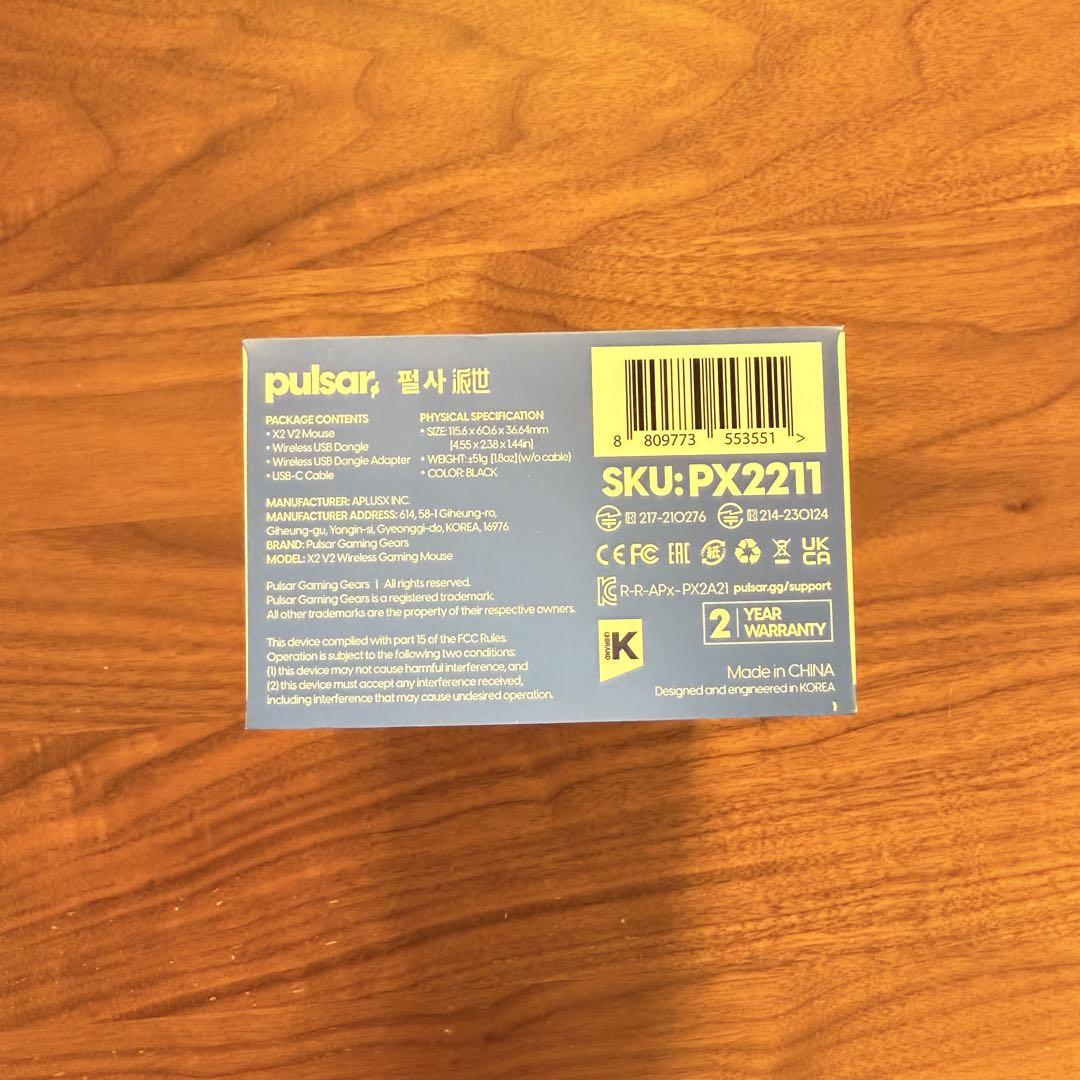 pulsar 펄사 派世
PACKAGE CONTENTS
• X2 V2 Mouse
• Wireless USB Dongle
• Wireless USB Dongle Adapter
• USB-C Cable
PHYSICAL SPECIFICATION
• SIZE: 115.6 x 60.6 x 36.64mm
[4.55 x 2.38 x 1.44in]
• WEIGHT: ±51g [1.8oz] (w/o cable)
• COLOR: BLACK
MANUFACTURER: APLUSX INC.
MANUFACTURER ADDRESS: 614, 58-1 Giheung-ro,
Giheung-gu, Yongin-si, Gyeonggi-do, KOREA, 16976
BRAND: Pulsar Gaming Gears
MODEL: X2 V2 Wireless Gaming Mouse
Pulsar Gaming Gears | All rights reserved.
Pulsar Gaming Gears is a registered trademark.
All other trademarks are the property of their respective owners.
This device complied with part 15 of the FCC Rules.
Operation is subject to the following two conditions:
(1) this device may not cause harmful interference, and
(2) this device must accept any interference received,
including interference that may cause undesired operation.
8 809773 553551 >
SKU: PX2211
R 217-210276 R 214-230124
CE FC EAC 紙 UK CA
R-R-APx-PX2A21 pulsar.gg/support
2 YEAR WARRANTY
K BRAND
Made in CHINA
Designed and engineered in KOREA